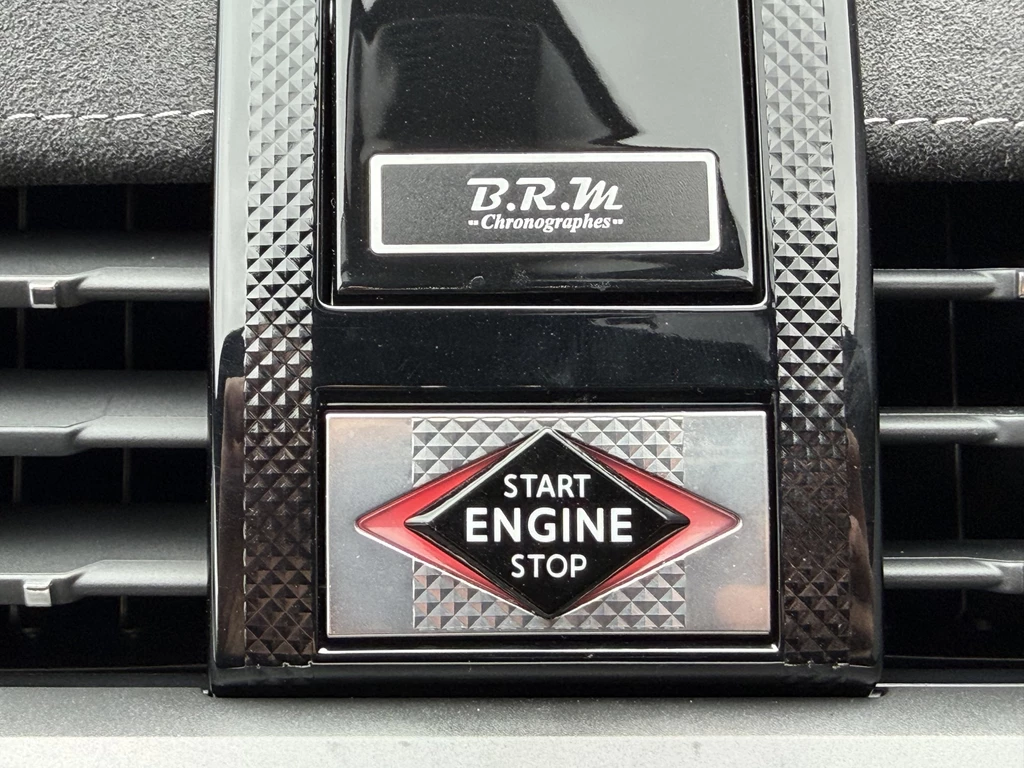 B.R.M
-Chronographes-
START
ENGINE
STOP